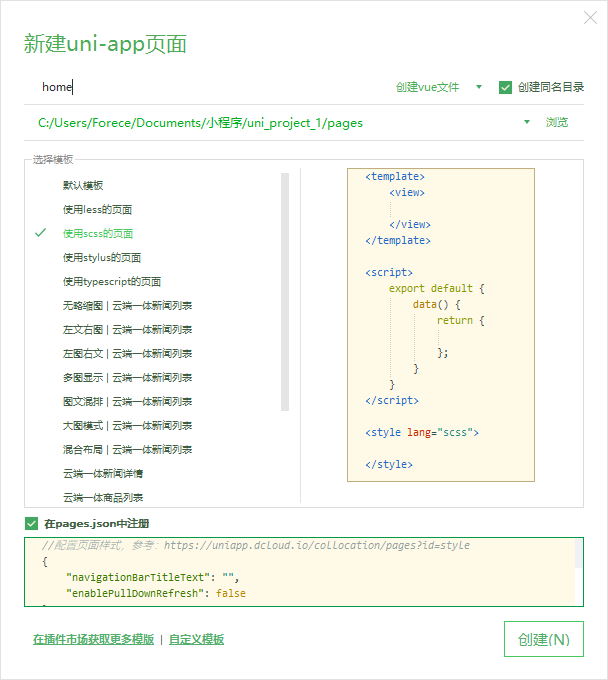 新建uni-app页面
home 创建vue文件 创建同名目录
C:/Users/Forece/Documents/小程序/uni_project_1/pages 浏览
选择模板
默认模板
使用less的页面
使用scss的页面
使用stylus的页面
使用typescript的页面
无略缩图 | 云端一体新闻列表
左文右图 | 云端一体新闻列表
左图右文 | 云端一体新闻列表
多图显示 | 云端一体新闻列表
图文混排 | 云端一体新闻列表
大图模式 | 云端一体新闻列表
混合布局 | 云端一体新闻列表
云端一体新闻详情
云端一体商品列表
<template>
<view>
</view>
</template>
<script>
export default {
data() {
return {
};
}
}
</script>
<style lang="scss">
</style>
在pages.json中注册
//配置页面样式，参考：https://uniapp.dcloud.io/collocation/pages?id=style
{
"navigationBarTitleText": "",
"enablePullDownRefresh": false
在插件市场获取更多模版 | 自定义模板
创建(N)